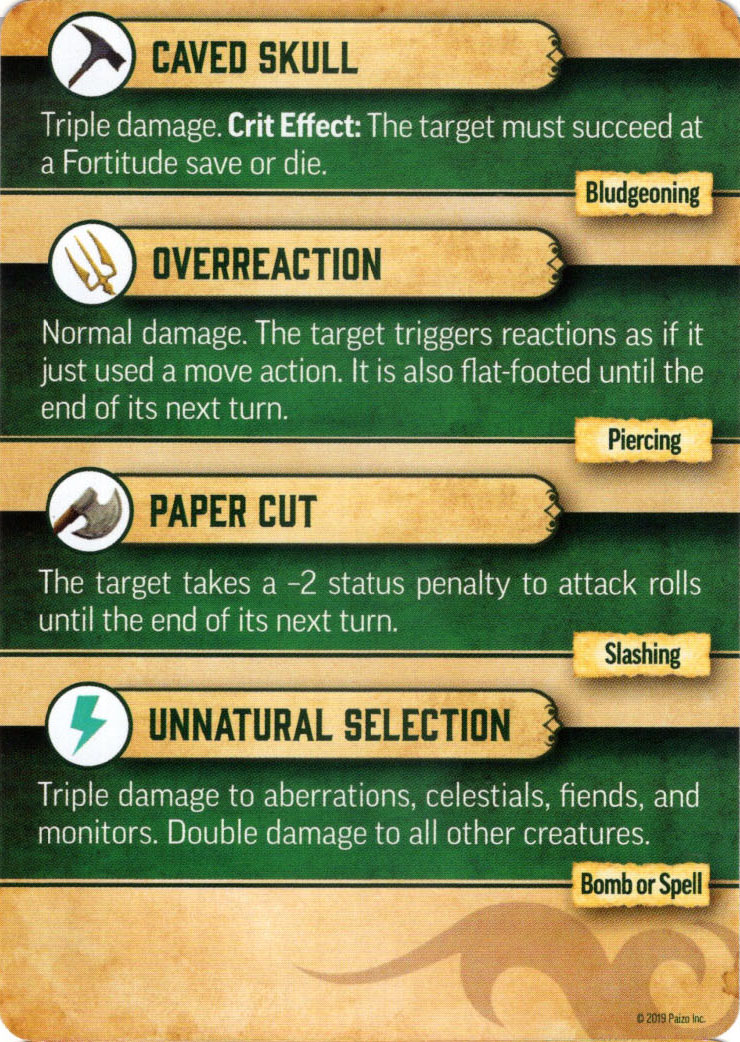 CAVED SKULL
Triple damage. Crit Effect: The target must succeed at
a Fortitude save or die.
Bludgeoning
OVERREACTION
Normal damage. The target triggers reactions as if it
just used a move action. It is also flat-footed until the
end of its next turn.
Piercing
PAPER CUT
The target takes a –2 status penalty to attack rolls
until the end of its next turn.
Slashing
UNNATURAL SELECTION
Triple damage to aberrations, celestials, fiends, and
monitors. Double damage to all other creatures.
Bomb or Spell
© 2019 Paizo Inc.